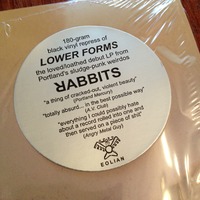 180-gram
black vinyl repress of
LOWER FORMS
the loved/loathed debut LP from
Portland's sludge-punk weirdos
RABBITS
"a thing of cracked-out, violent beauty"
(Portland Mercury)
"totally absurd... in the best possible way"
(A.V. Club)
"everything I could possibly hate
about a record rolled into one and
then served on a piece of sh!t"
(Angry Metal Guy)
EOLIAN